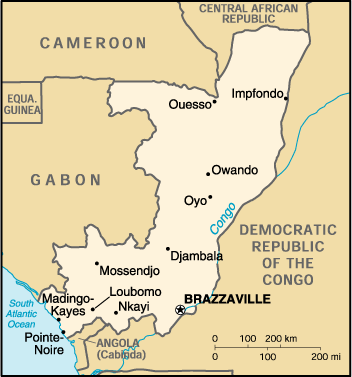 CENTRAL AFRICAN
REPUBLIC
CAMEROON
EQUA.
GUINEA
Ouesso
Impfondo
GABON
Owando
Oyo
Congo
DEMOCRATIC
REPUBLIC
OF THE
CONGO
Djambala
Mossendjo
South
Atlantic
Ocean
Madingo-
Kayes
Loubomo
Nkayi
BRAZZAVILLE
Pointe-
Noire
ANGOLA
(Cabinda)
0 100 200 km
0 100 200 mi